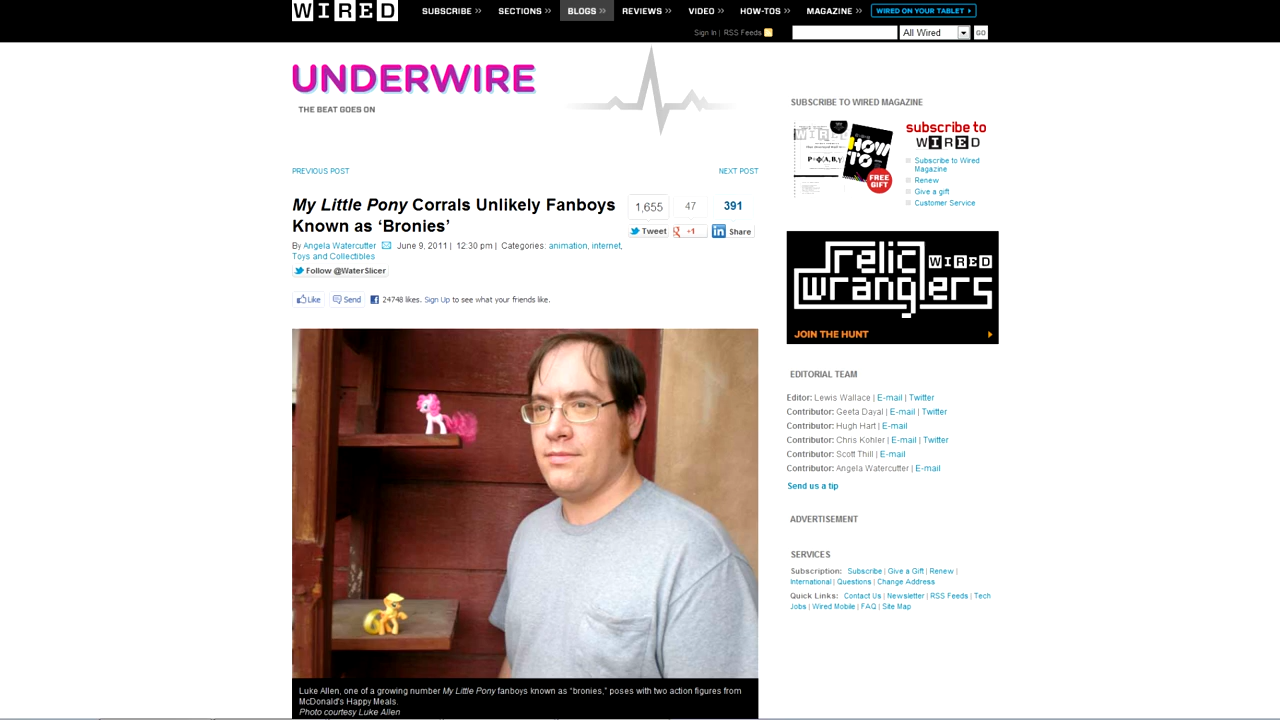 WIRED
SUBSCRIBE >> SECTIONS >> BLOGS >> REVIEWS >> VIDEO >> HOW-TOS >> MAGAZINE >> WIRED ON YOUR TABLET
Sign In | RSS Feeds All Wired GO
UNDERWIRE
THE BEAT GOES ON
PREVIOUS POST NEXT POST
My Little Pony Corrals Unlikely Fanboys
Known as ‘Bronies’
1,655 47 391
Tweet +1 Share
By Angela Watercutter June 9, 2011 | 12:30 pm | Categories: animation, internet,
Toys and Collectibles
Follow @WaterSlicer
Like Send 24748 likes. Sign Up to see what your friends like.
Luke Allen, one of a growing number My Little Pony fanboys known as "bronies," poses with two action figures from
McDonald's Happy Meals.
Photo courtesy Luke Allen
SUBSCRIBE TO WIRED MAGAZINE
WIRED
HOW
TO
FREE
GIFT
subscribe to
WIRED
Subscribe to Wired
Magazine
Renew
Give a gift
Customer Service
relic WIRED
wranglers
JOIN THE HUNT
EDITORIAL TEAM
Editor: Lewis Wallace | E-mail | Twitter
Contributor: Geeta Dayal | E-mail | Twitter
Contributor: Hugh Hart | E-mail
Contributor: Chris Kohler | E-mail | Twitter
Contributor: Scott Thill | E-mail
Contributor: Angela Watercutter | E-mail
Send us a tip
ADVERTISEMENT
SERVICES
Subscription: Subscribe | Give a Gift | Renew |
International | Questions | Change Address
Quick Links: Contact Us | Newsletter | RSS Feeds | Tech
Jobs | Wired Mobile | FAQ | Site Map